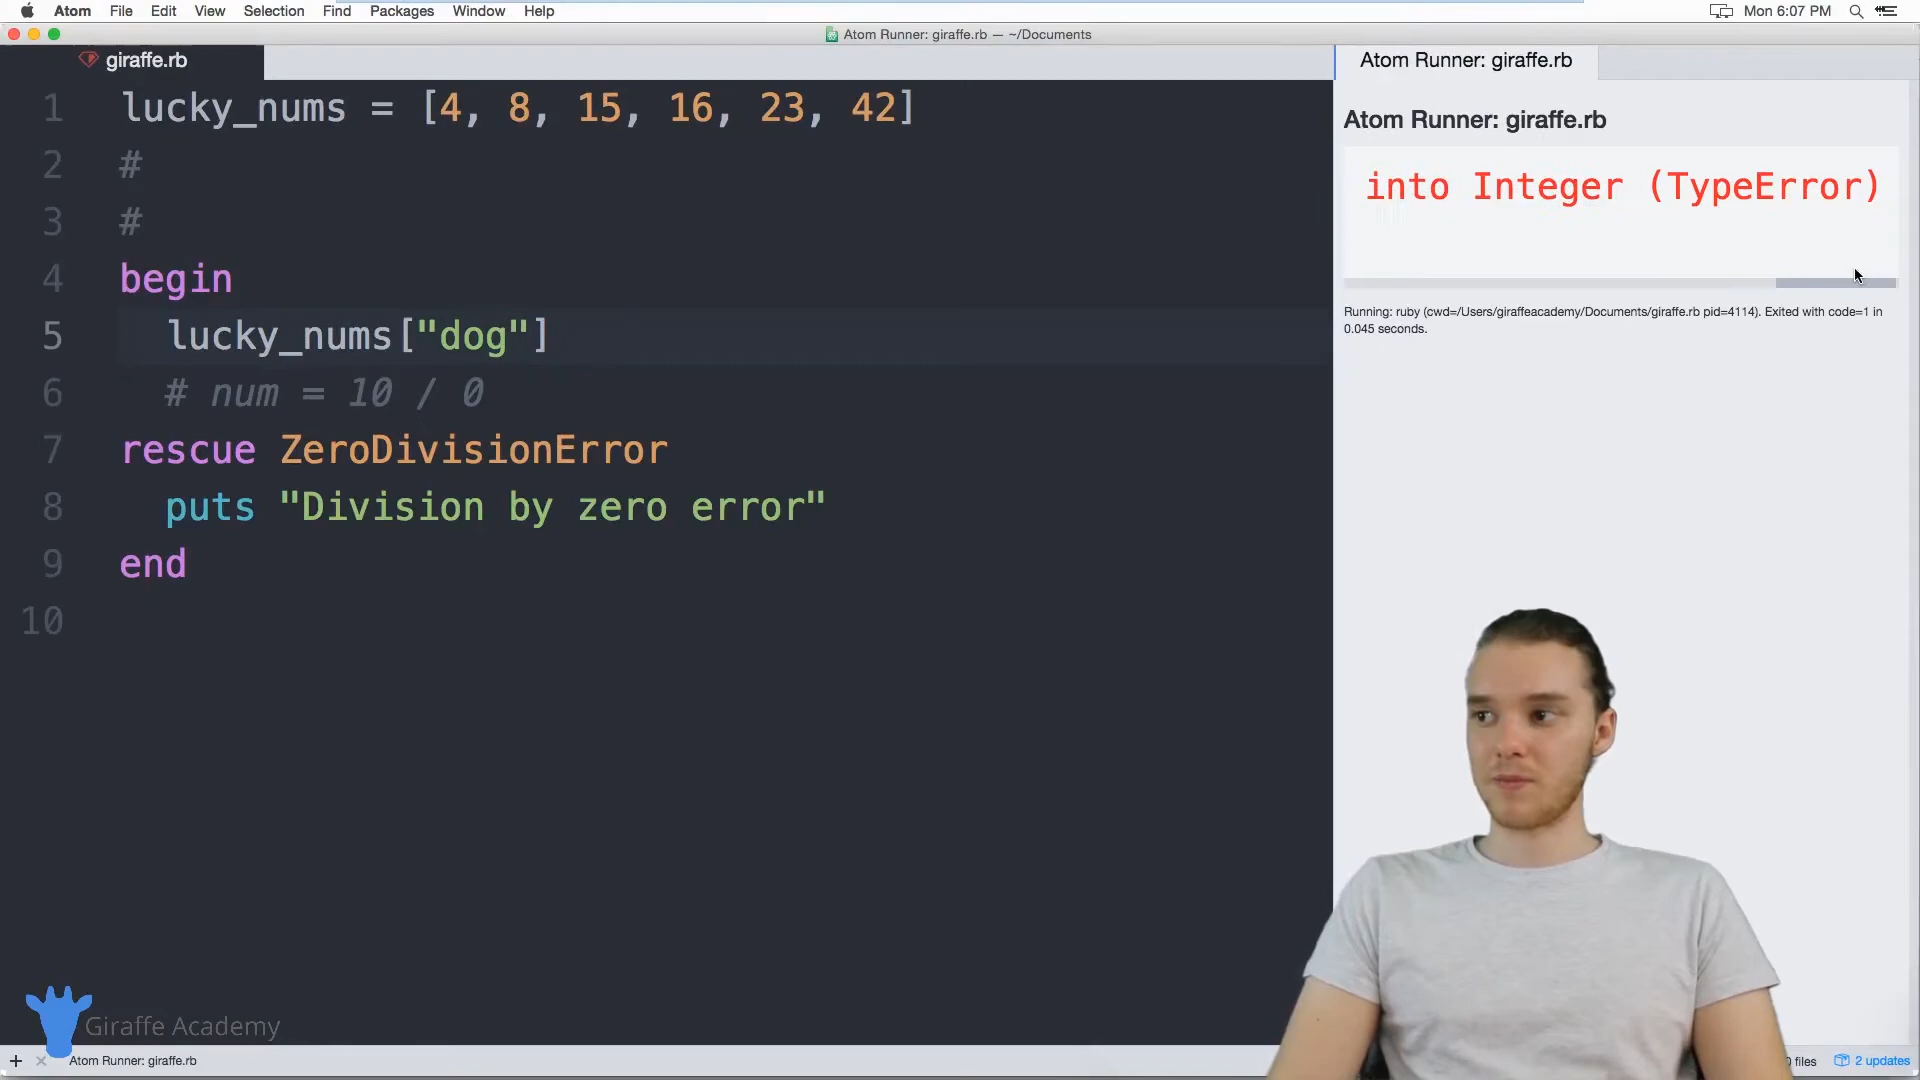 Atom File Edit View Selection Find Packages Window Help Mon 6:07 PM
Atom Runner: giraffe.rb — ~/Documents
giraffe.rb
Atom Runner: giraffe.rb
1 lucky_nums = [4, 8, 15, 16, 23, 42]
2 #
3 #
4 begin
5 lucky_nums["dog"]
6 # num = 10 / 0
7 rescue ZeroDivisionError
8 puts "Division by zero error"
9 end
10
Atom Runner: giraffe.rb
into Integer (TypeError)
Running: ruby (cwd=/Users/giraffeacademy/Documents/giraffe.rb pid=4114). Exited with code=1 in
0.045 seconds.
Giraffe Academy
Atom Runner: giraffe.rb
files 2 updates